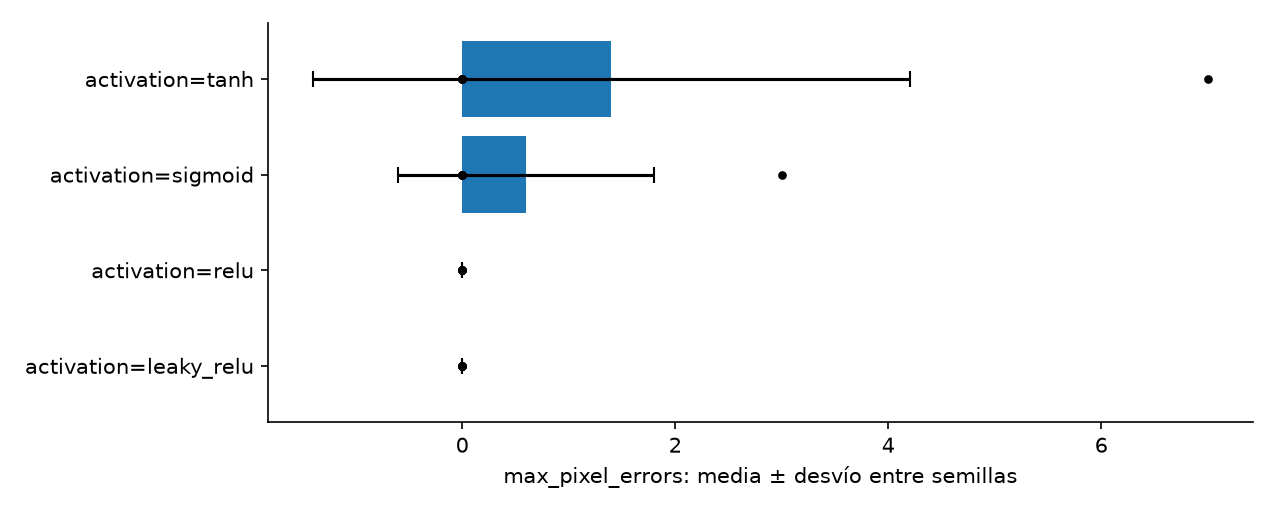 activation=tanh
activation=sigmoid
activation=relu
activation=leaky_relu
0 2 4 6
max_pixel_errors: media ± desvío entre semillas